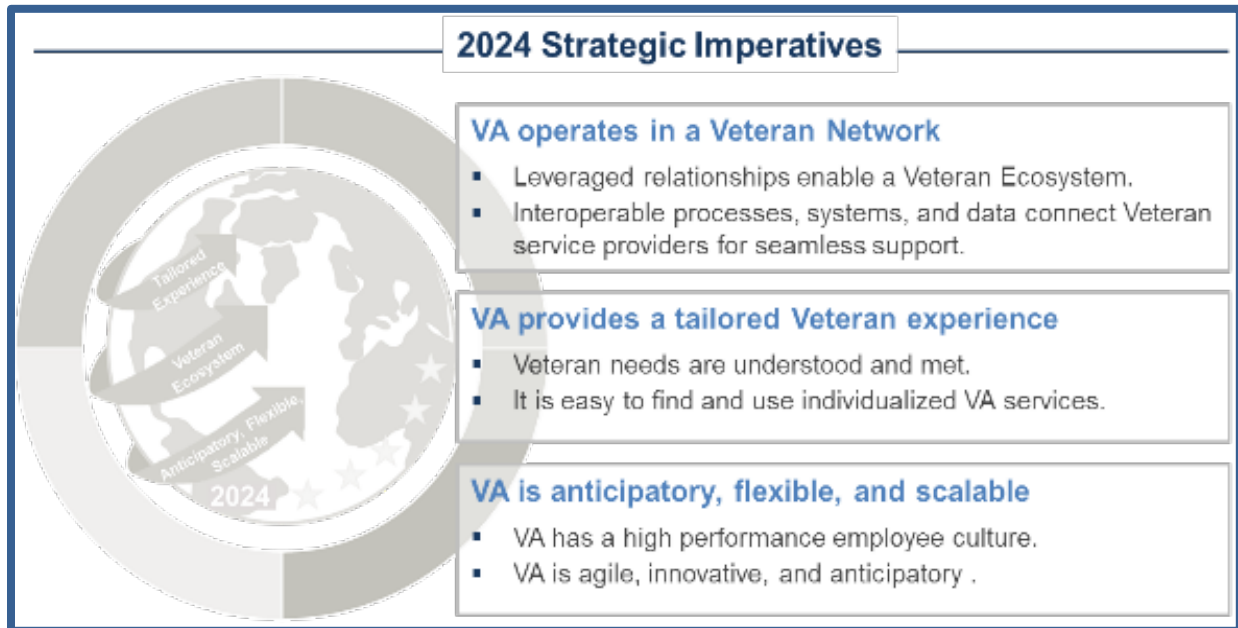 2024 Strategic Imperatives
VA operates in a Veteran Network
▪ Leveraged relationships enable a Veteran Ecosystem.
▪ Interoperable processes, systems, and data connect Veteran
service providers for seamless support.
Tailored
Experience
VA provides a tailored Veteran experience
▪ Veteran needs are understood and met.
▪ It is easy to find and use individualized VA services.
Veteran
Ecosystem
Anticipatory, Flexible,
Scalable
2024
VA is anticipatory, flexible, and scalable
▪ VA has a high performance employee culture.
▪ VA is agile, innovative, and anticipatory .